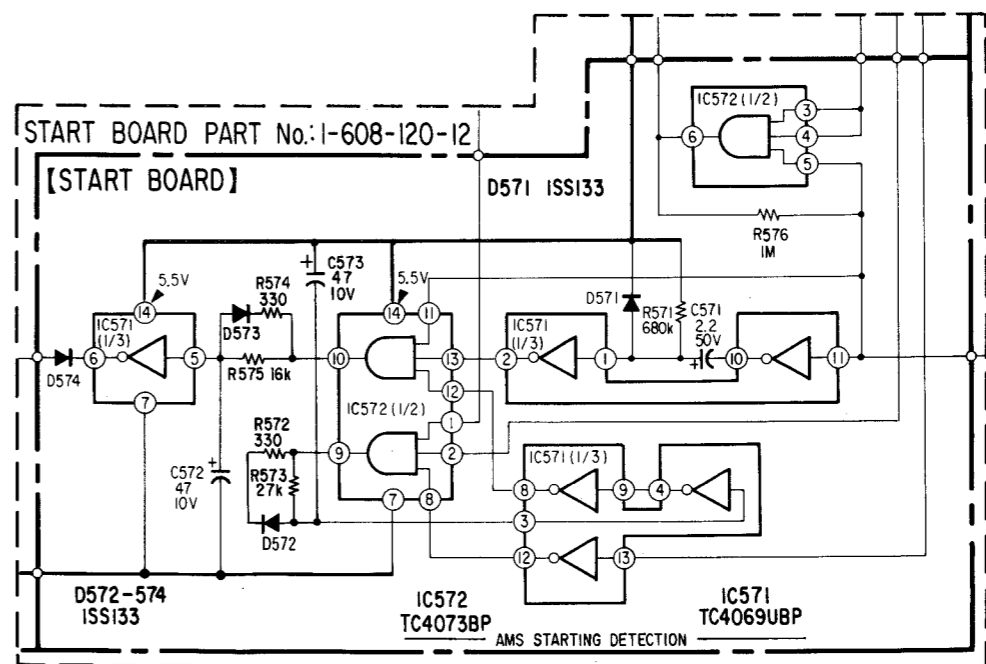 IC572 (1/2)
3
6
4
5
START BOARD PART No.: 1-608-120-12
[START BOARD]
D571 ISS133
R576
1M
5.5V
14
IC571
(1/3)
6
5
7
D574
D573
R574
330
R575 16k
+
C573
47
10V
5.5V
14
11
10
13
12
IC572 (1/2)
1
9
2
7
8
D571
R571
680k
C571
2.2
50V
+
IC571
(1/3)
2
1
10
11
R572
330
R573
27k
D572
+
C572
47
10V
IC571 (1/3)
8
9
4
3
12
13
D572-574
ISS133
IC572
TC4073BP
AMS STARTING DETECTION
IC571
TC4069UBP